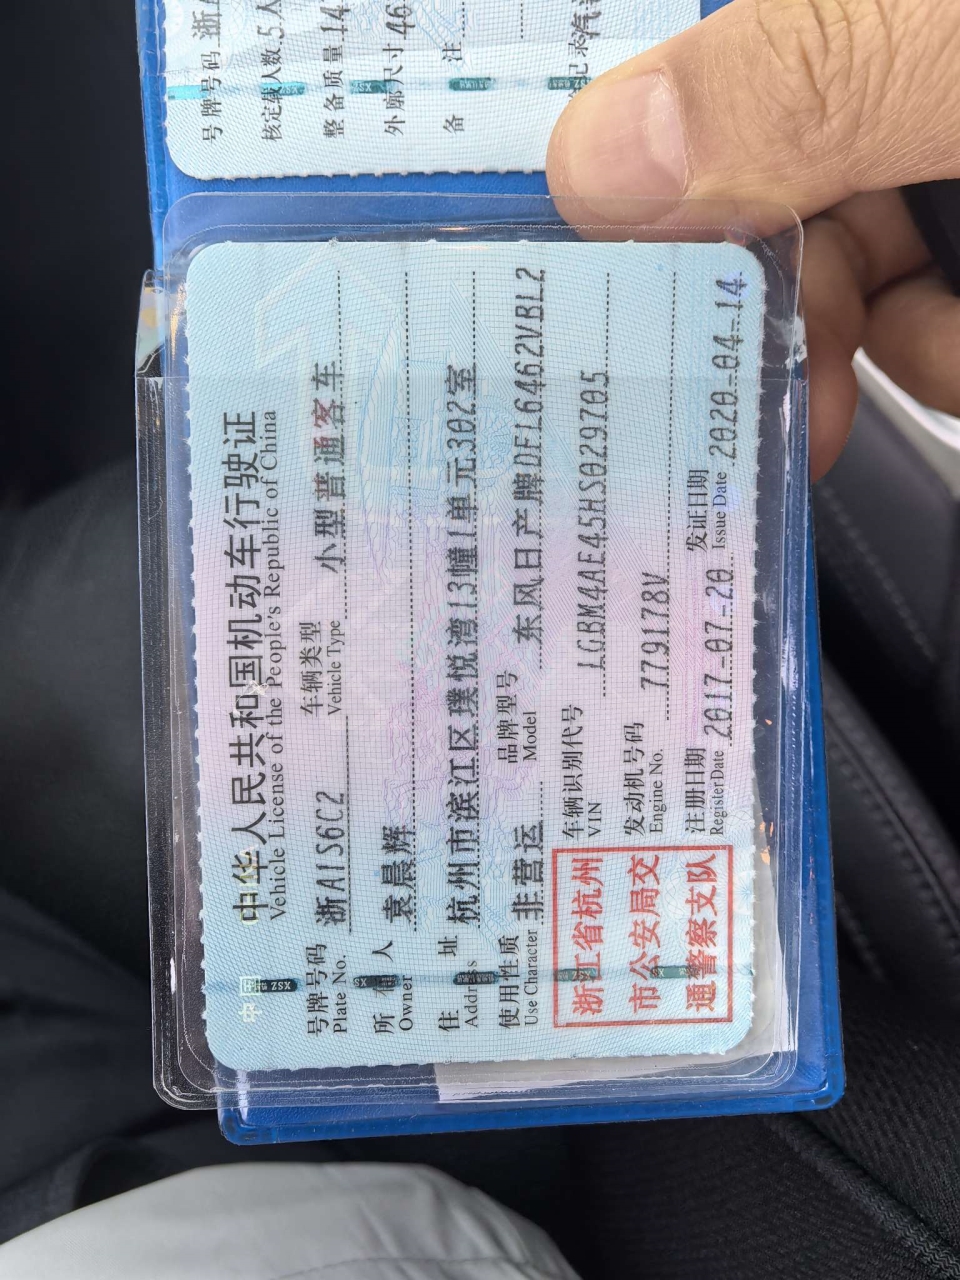 中华人民共和国机动车行驶证
Vehicle License of the People's Republic of China
号牌号码 浙A1S6C2 车辆类型 小型普通客车
Plate No. Vehicle Type
所有人 袁晨辉
Owner
住址 杭州市滨江区璞悦湾13幢1单元302室
Address
使用性质 非营运 品牌型号 东风日产牌DFL6462VBL2
Use Character Model
浙江省杭州
市公安局交
通警察支队
车辆识别代号 LGBM4AE45HS029705
VIN
发动机号码 779178V
Engine No.
注册日期 2017-07-20 发证日期 2020-04-14
Register Date Issue Date
号牌号码 浙
核定载人数 5人
整备质量 14
外廓尺寸 46
备注